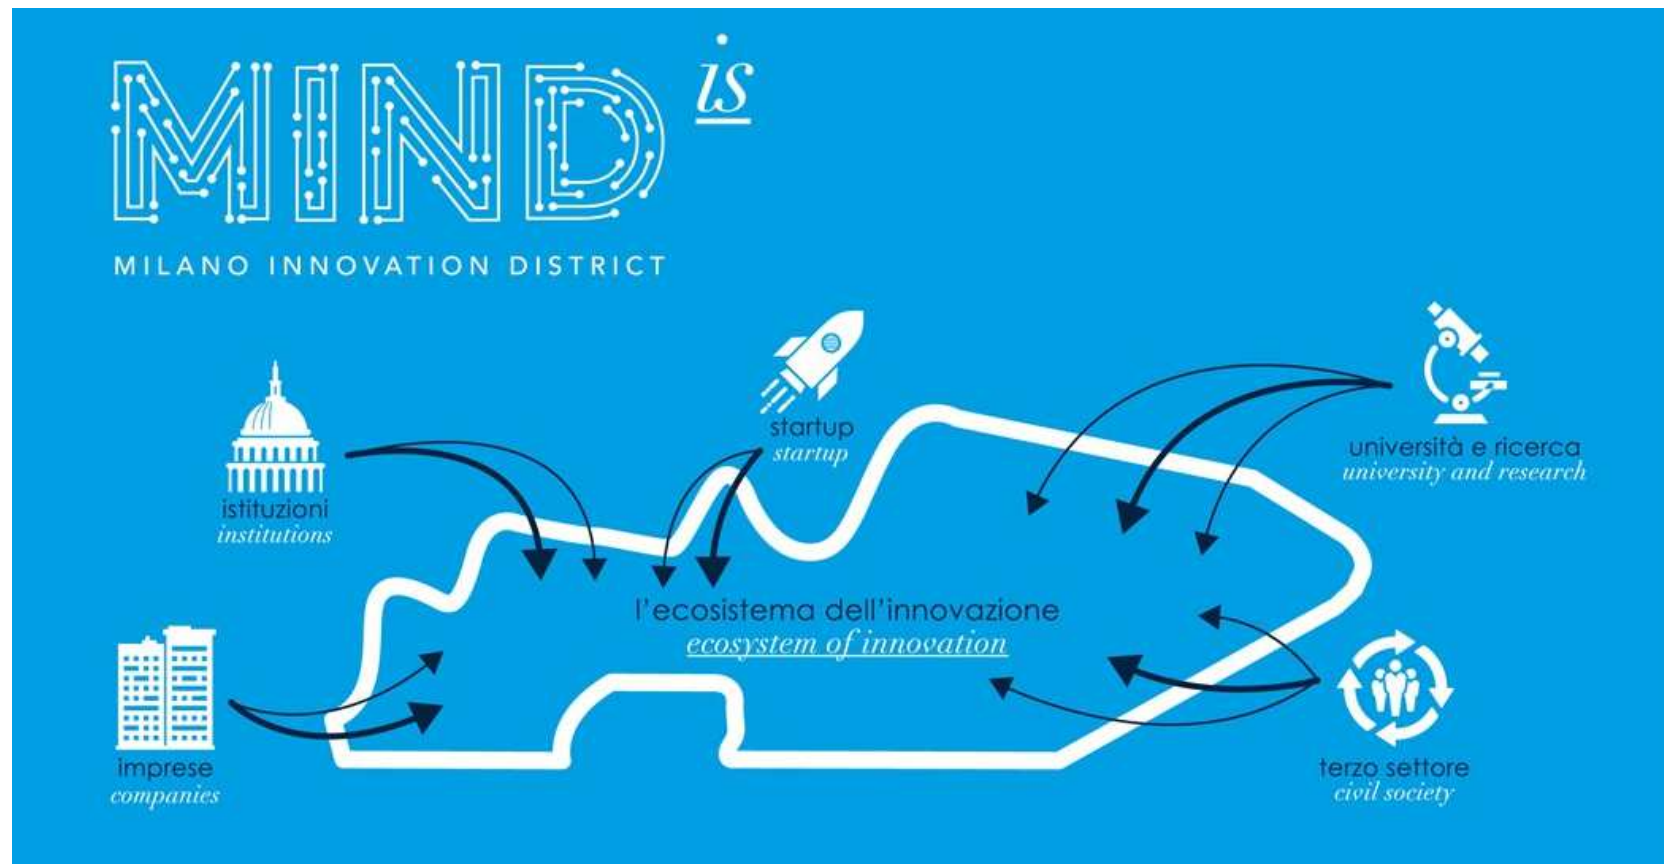 MIND is
MILANO INNOVATION DISTRICT
startup
startup
università e ricerca
university and research
istituzioni
institutions
l'ecosistema dell'innovazione
ecosystem of innovation
imprese
companies
terzo settore
civil society